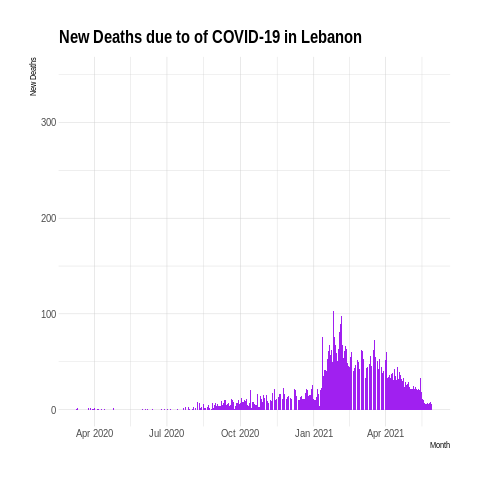 New Deaths due to of COVID-19 in Lebanon
New Deaths
300
200
100
0
Apr 2020 Jul 2020 Oct 2020 Jan 2021 Apr 2021
Month